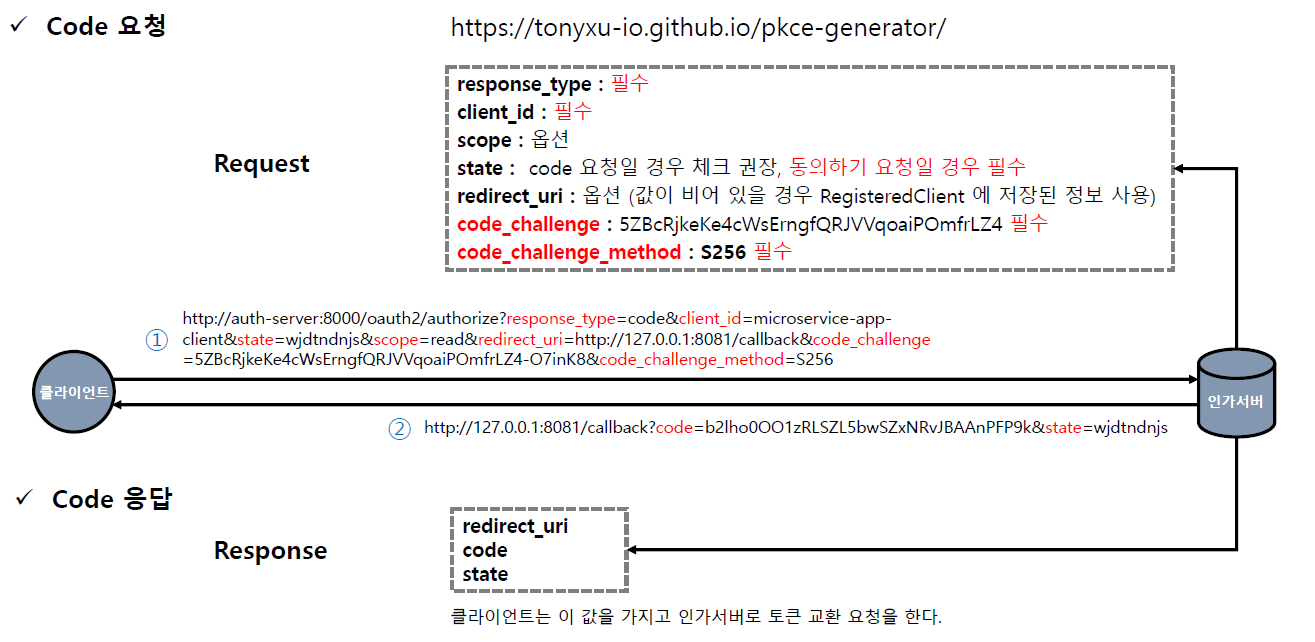 ✓ Code 요청
https://tonyxu-io.github.io/pkce-generator/
Request
response_type : 필수
client_id : 필수
scope : 옵션
state : code 요청일 경우 체크 권장, 동의하기 요청일 경우 필수
redirect_uri : 옵션 (값이 비어 있을 경우 RegisteredClient 에 저장된 정보 사용)
code_challenge : 5ZBcRjkeKe4cWsErngfQRJVVqoaiPOmfrLZ4 필수
code_challenge_method : S256 필수
①
http://auth-server:8000/oauth2/authorize?response_type=code&client_id=microservice-app-
client&state=wjdtndnjs&scope=read&redirect_uri=http://127.0.0.1:8081/callback&code_challenge
=5ZBcRjkeKe4cWsErngfQRJVVqoaiPOmfrLZ4-O7inK8&code_challenge_method=S256
클라이언트
인가서버
② http://127.0.0.1:8081/callback?code=b2lho0OO1zRLSZL5bwSZxNRvJBAAnPFP9k&state=wjdtndnjs
✓ Code 응답
Response
redirect_uri
code
state
클라이언트는 이 값을 가지고 인가서버로 토큰 교환 요청을 한다.